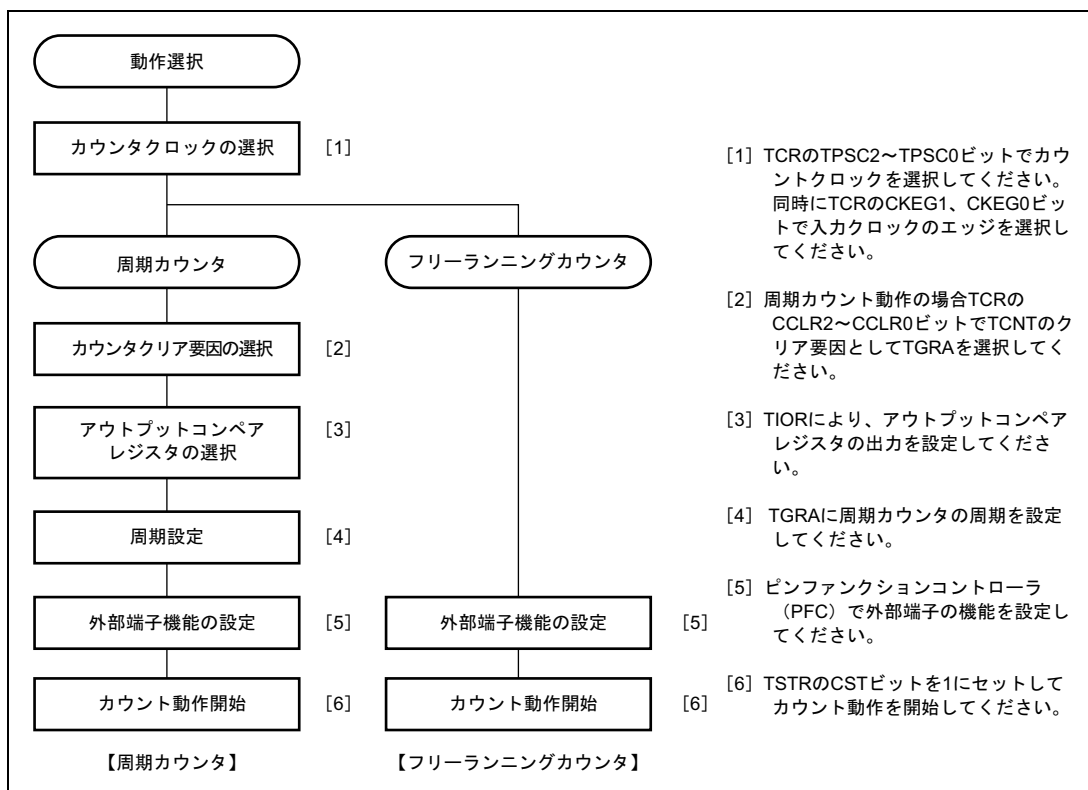 動作選択
カウンタクロックの選択
[1]
周期カウンタ
フリーランニングカウンタ
カウンタクリア要因の選択
[2]
アウトプットコンペア
レジスタの選択
[3]
周期設定
[4]
外部端子機能の設定
[5]
外部端子機能の設定
[5]
カウント動作開始
[6]
カウント動作開始
[6]
【周期カウンタ】
【フリーランニングカウンタ】
[1] TCRのTPSC2～TPSC0ビットでカウ
ントクロックを選択してください。
同時にTCRのCKEG1、CKEG0ビッ
トで入力クロックのエッジを選択し
てください。
[2] 周期カウント動作の場合TCRの
CCLR2～CCLR0ビットでTCNTのク
リア要因としてTGRAを選択してく
ださい。
[3] TIORにより、アウトプットコンペア
レジスタの出力を設定してくださ
い。
[4] TGRAに周期カウンタの周期を設定
してください。
[5] ピンファンクションコントローラ
（PFC）で外部端子の機能を設定し
てください。
[6] TSTRのCSTビットを1にセットして
カウント動作を開始してください。